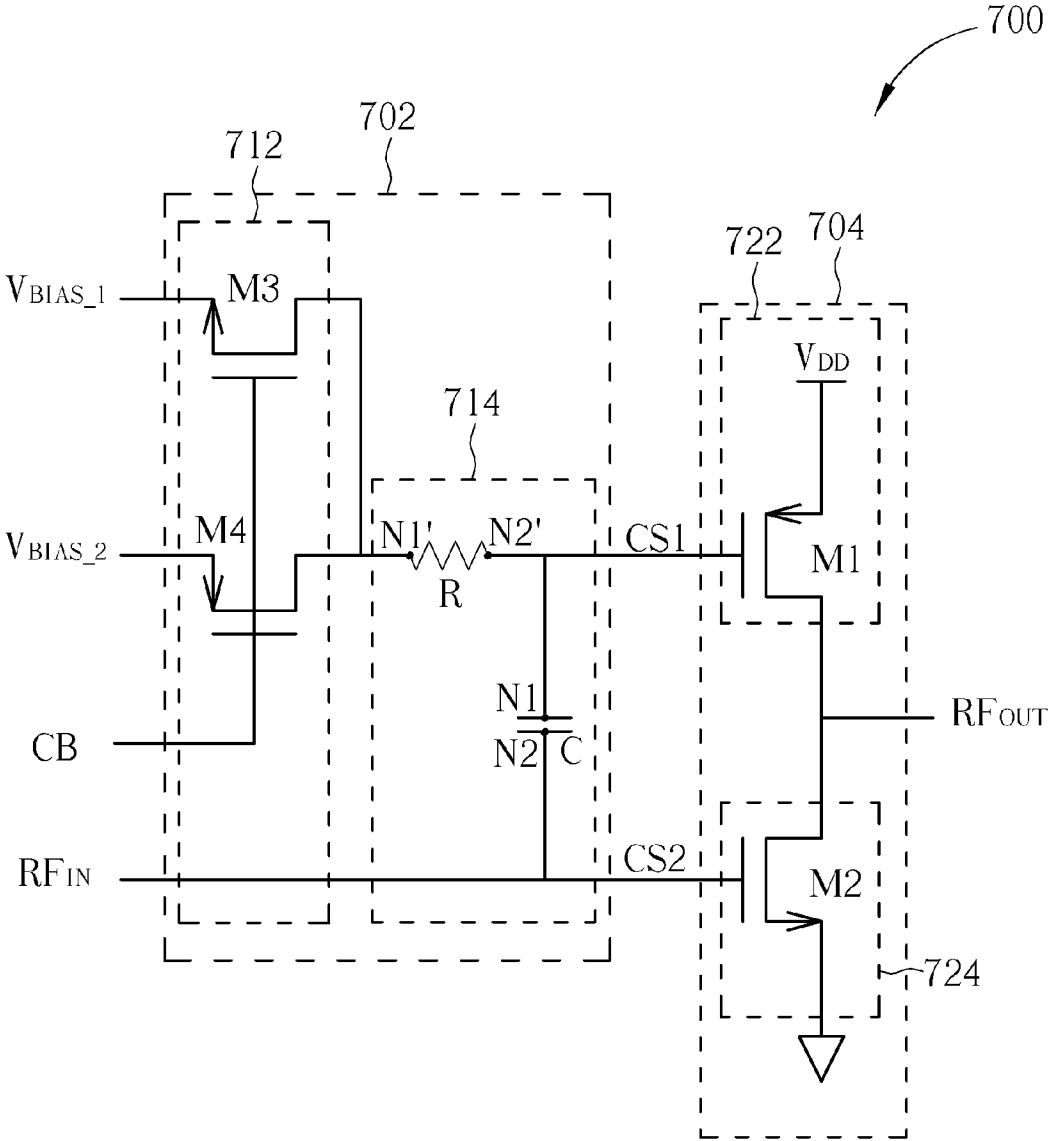 700
702
712
722
704
VBIAS_1
M3
VDD
714
M4
VBIAS_2
N1'
N2'
R
CS1
M1
N1
N2
C
CB
RFOUT
RFIN
CS2
M2
724